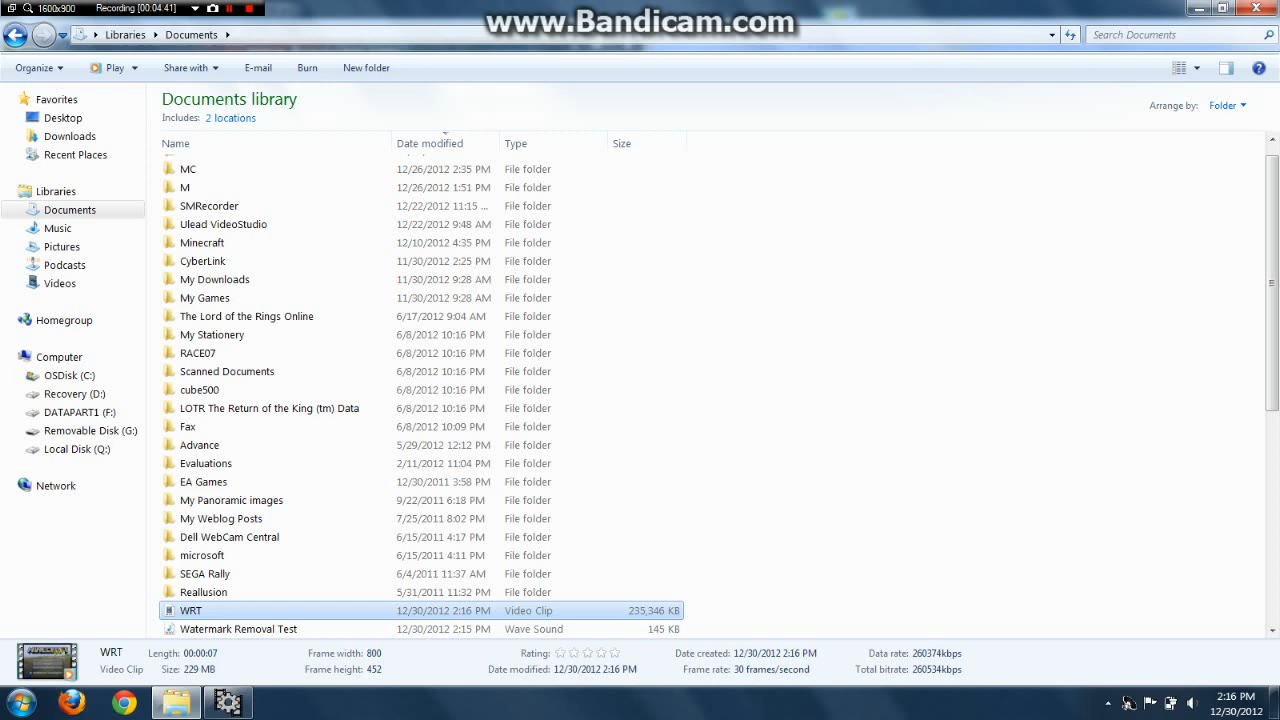 1600x900 Recording [00:04:41]
www.Bandicam.com
Libraries Documents Search Documents
Organize Play Share with E-mail Burn New folder
Favorites
Desktop
Downloads
Recent Places
Libraries
Documents
Music
Pictures
Podcasts
Videos
Homegroup
Computer
OSDisk (C:)
Recovery (D:)
DATAPART1 (F:)
Removable Disk (G:)
Local Disk (Q:)
Network
Documents library
Includes: 2 locations
Arrange by: Folder
Name Date modified Type Size
MC 12/26/2012 2:35 PM File folder
M 12/26/2012 1:51 PM File folder
SMRecorder 12/22/2012 11:15 ... File folder
Ulead VideoStudio 12/22/2012 9:48 AM File folder
Minecraft 12/10/2012 4:35 PM File folder
CyberLink 11/30/2012 2:25 PM File folder
My Downloads 11/30/2012 9:28 AM File folder
My Games 11/30/2012 9:28 AM File folder
The Lord of the Rings Online 6/17/2012 9:04 AM File folder
My Stationery 6/8/2012 10:16 PM File folder
RACE07 6/8/2012 10:16 PM File folder
Scanned Documents 6/8/2012 10:16 PM File folder
cube500 6/8/2012 10:16 PM File folder
LOTR The Return of the King (tm) Data 6/8/2012 10:16 PM File folder
Fax 6/8/2012 10:09 PM File folder
Advance 5/29/2012 12:12 PM File folder
Evaluations 2/11/2012 11:04 PM File folder
EA Games 12/30/2011 3:58 PM File folder
My Panoramic images 9/22/2011 6:18 PM File folder
My Weblog Posts 7/25/2011 8:02 PM File folder
Dell WebCam Central 6/15/2011 4:17 PM File folder
microsoft 6/15/2011 4:11 PM File folder
SEGA Rally 6/4/2011 11:37 AM File folder
Reallusion 5/31/2011 11:32 PM File folder
WRT 12/30/2012 2:16 PM Video Clip 235,346 KB
Watermark Removal Test 12/30/2012 2:15 PM Wave Sound 145 KB
WRT Length: 00:00:07 Frame width: 800 Rating: Date created: 12/30/2012 2:16 PM Data rate: 260374kbps
Video Clip Size: 229 MB Frame height: 452 Date modified: 12/30/2012 2:16 PM Frame rate: 30 frames/second Total bitrate: 260534kbps
2:16 PM
12/30/2012